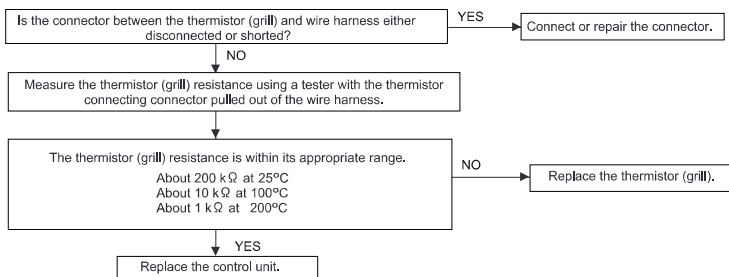 Is the connector between the thermistor (grill) and wire harness either
disconnected or shorted?
YES
Connect or repair the connector.
NO
Measure the thermistor (grill) resistance using a tester with the thermistor
connecting connector pulled out of the wire harness.
The thermistor (grill) resistance is within its appropriate range.
About 200 kΩ at 25°C
About 10 kΩ at 100°C
About 1 kΩ at 200°C
NO
Replace the thermistor (grill).
YES
Replace the control unit.